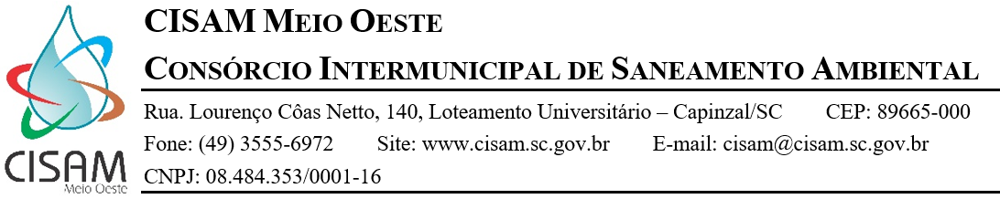 CISAM MEIO OESTE
CONSÓRCIO INTERMUNICIPAL DE SANEAMENTO AMBIENTAL
Rua. Lourenço Côas Netto, 140, Loteamento Universitário – Capinzal/SC CEP: 89665-000
Fone: (49) 3555-6972 Site: www.cisam.sc.gov.br E-mail: cisam@cisam.sc.gov.br
CNPJ: 08.484.353/0001-16
CISAM
Meio Oeste